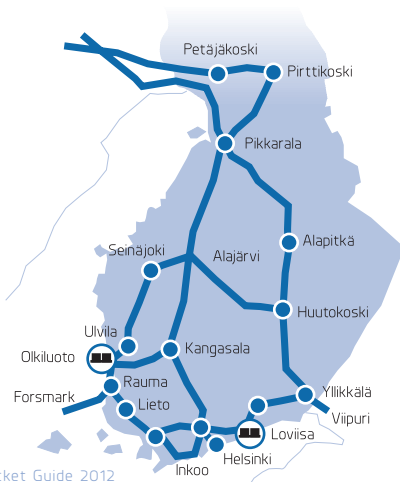 Petäjäkoski
Pirttikoski
Pikkarala
Alapitkä
Seinäjoki
Alajärvi
Huutokoski
Ulvila
Olkiluoto
Kangasala
Rauma
Yllikkälä
Forsmark
Lieto
Viipuri
Loviisa
Helsinki
Inkoo
cket Guide 2012